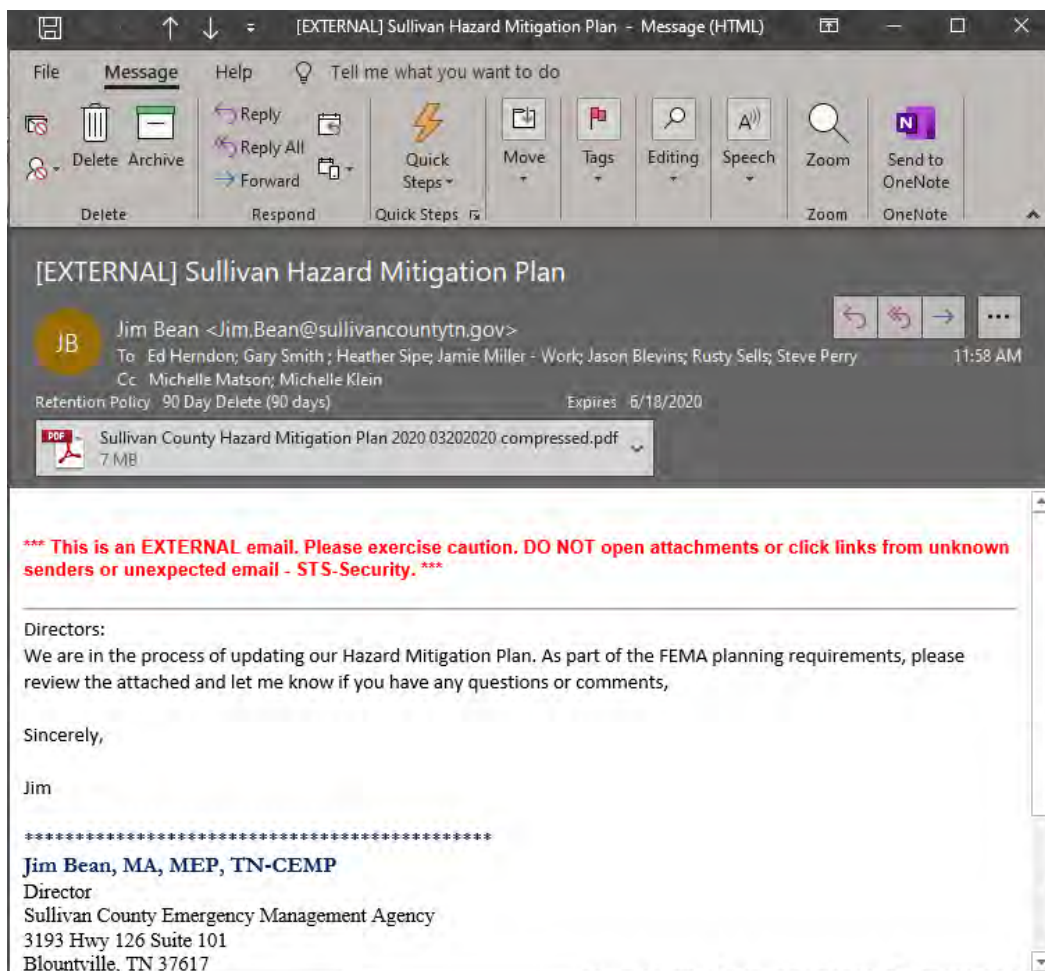 [EXTERNAL] Sullivan Hazard Mitigation Plan - Message (HTML)
File Message Help Tell me what you want to do
Delete Archive
Reply
Reply All
Forward
Quick Steps
Move
Tags
Editing
Speech
Zoom
Send to OneNote
Delete Respond Quick Steps Zoom OneNote
[EXTERNAL] Sullivan Hazard Mitigation Plan
JB
Jim Bean <Jim.Bean@sullivancountytn.gov>
To Ed Herndon; Gary Smith ; Heather Sipe; Jamie Miller - Work; Jason Blevins; Rusty Sells; Steve Perry 11:58 AM
Cc Michelle Matson; Michelle Klein
Retention Policy 90 Day Delete (90 days) Expires 6/18/2020
PDF
Sullivan County Hazard Mitigation Plan 2020 03202020 compressed.pdf
7 MB
*** This is an EXTERNAL email. Please exercise caution. DO NOT open attachments or click links from unknown
senders or unexpected email - STS-Security. ***
Directors:
We are in the process of updating our Hazard Mitigation Plan. As part of the FEMA planning requirements, please
review the attached and let me know if you have any questions or comments,
Sincerely,
Jim
**********************************************
Jim Bean, MA, MEP, TN-CEMP
Director
Sullivan County Emergency Management Agency
3193 Hwy 126 Suite 101
Blountville, TN 37617